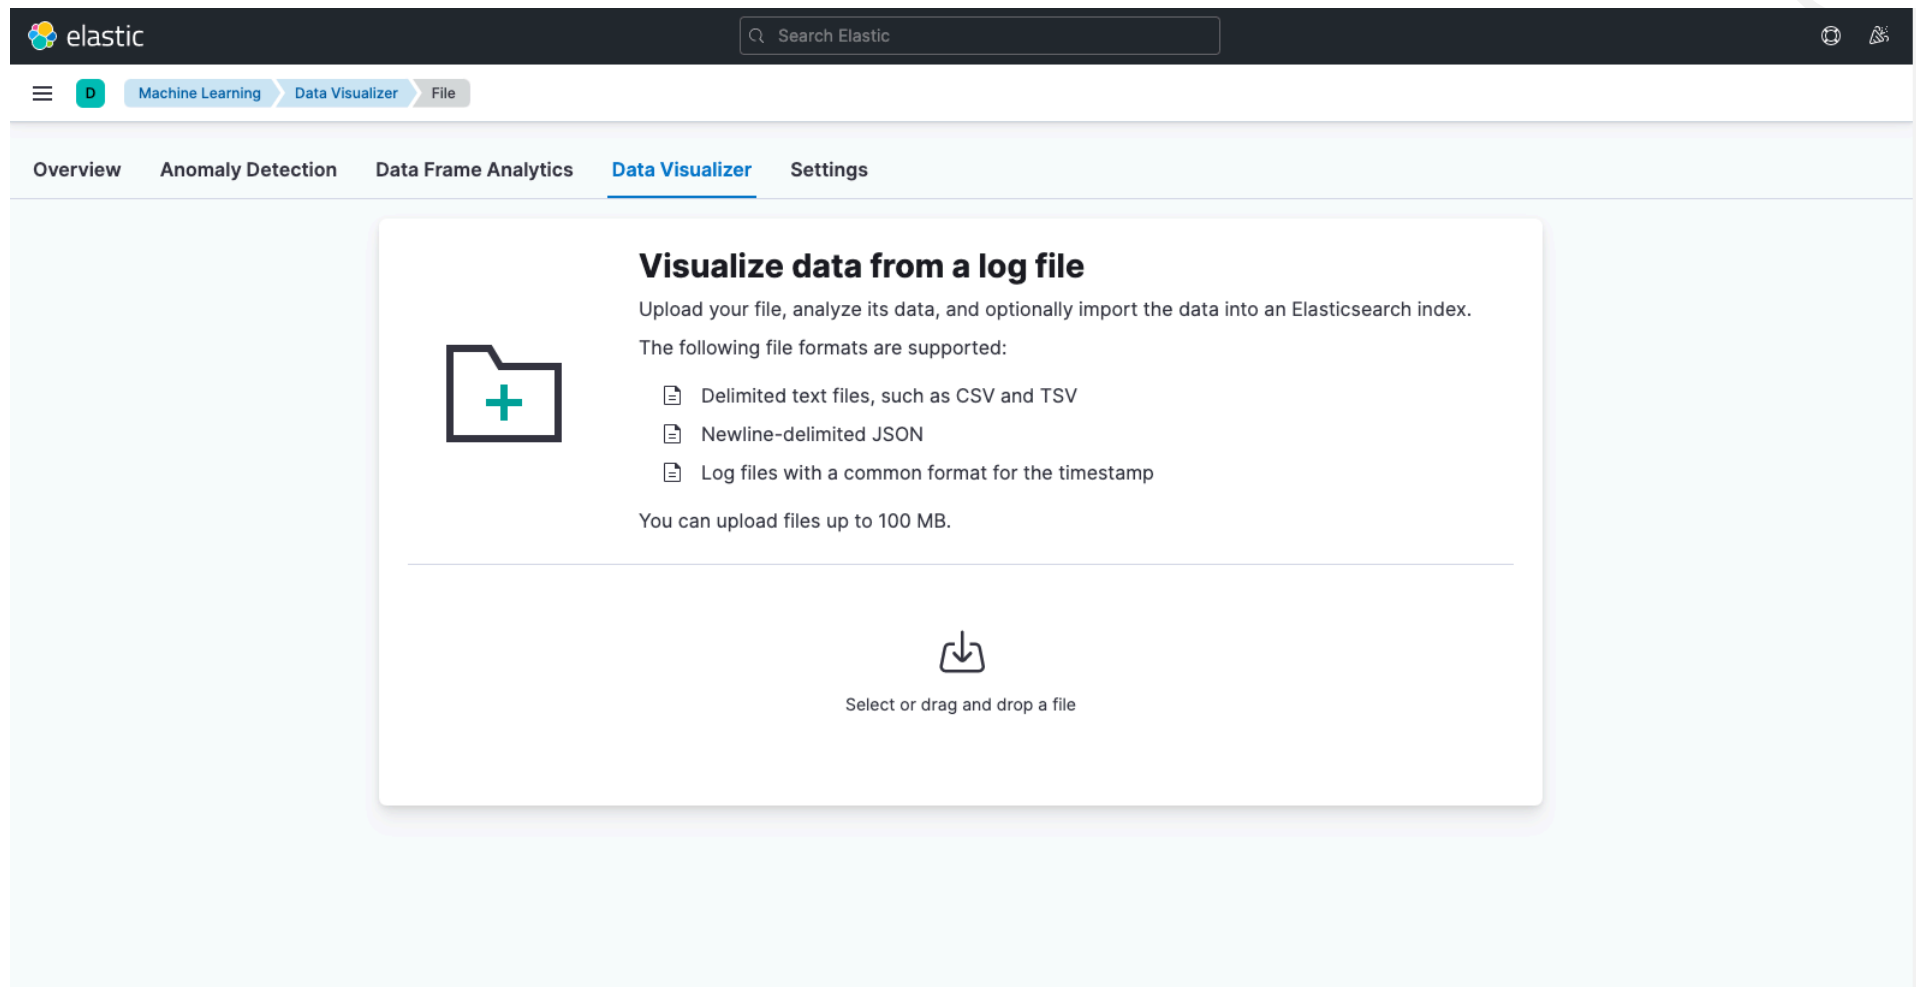 elastic
Search Elastic
D
Machine Learning
Data Visualizer
File
Overview
Anomaly Detection
Data Frame Analytics
Data Visualizer
Settings
Visualize data from a log file
Upload your file, analyze its data, and optionally import the data into an Elasticsearch index.
The following file formats are supported:
Delimited text files, such as CSV and TSV
Newline-delimited JSON
Log files with a common format for the timestamp
You can upload files up to 100 MB.
Select or drag and drop a file